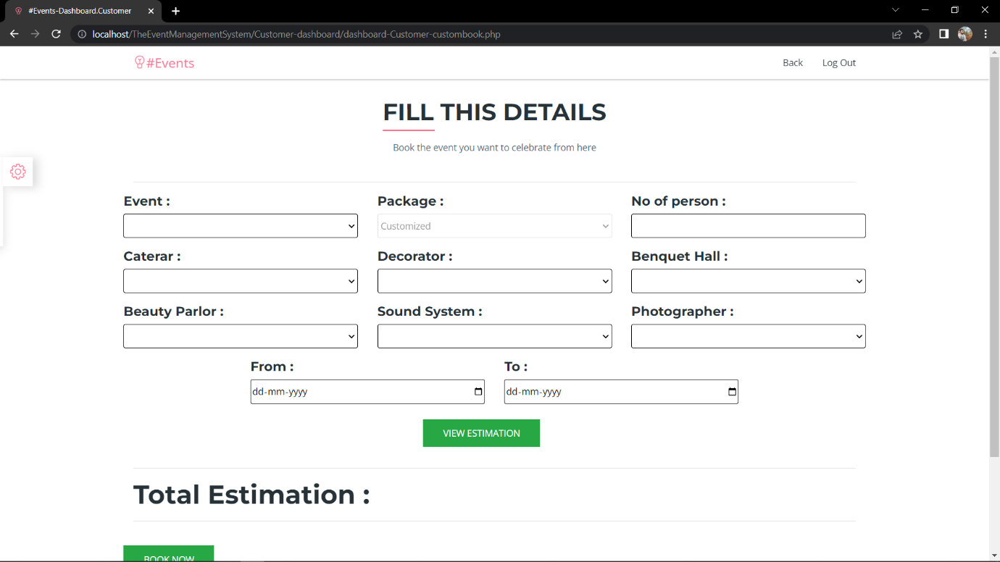 #Events-Dashboard.Customer
localhost/TheEventManagementSystem/Customer-dashboard/dashboard-Customer-custombook.php
#Events
Back
Log Out
FILL THIS DETAILS
Book the event you want to celebrate from here
Event :
Package :
No of person :
Customized
Caterar :
Decorator :
Benquet Hall :
Beauty Parlor :
Sound System :
Photographer :
From :
To :
dd-mm-yyyy
dd-mm-yyyy
VIEW ESTIMATION
Total Estimation :
BOOK NOW